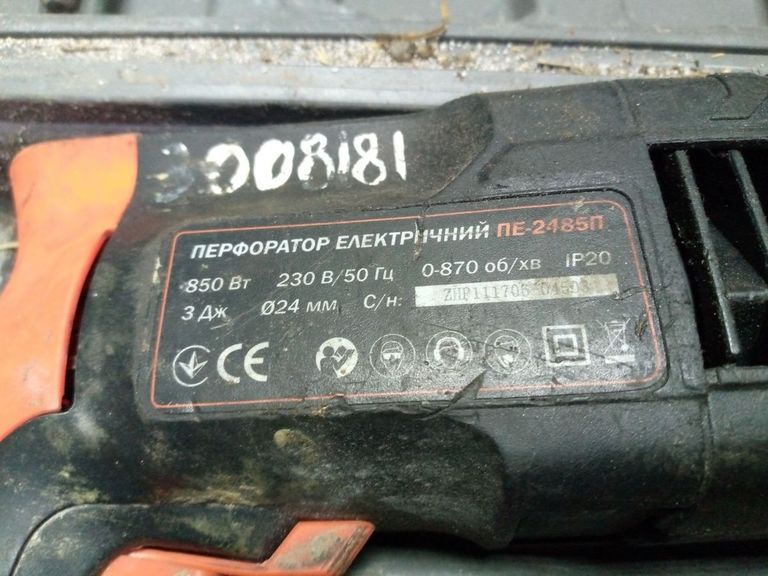 3008181
ПЕРФОРАТОР ЕЛЕКТРИЧНИЙ ПЕ-2485П
850 Вт 230 В/50 Гц 0-870 об/хв IP20
3 Дж Ø24 мм С/н:
CE